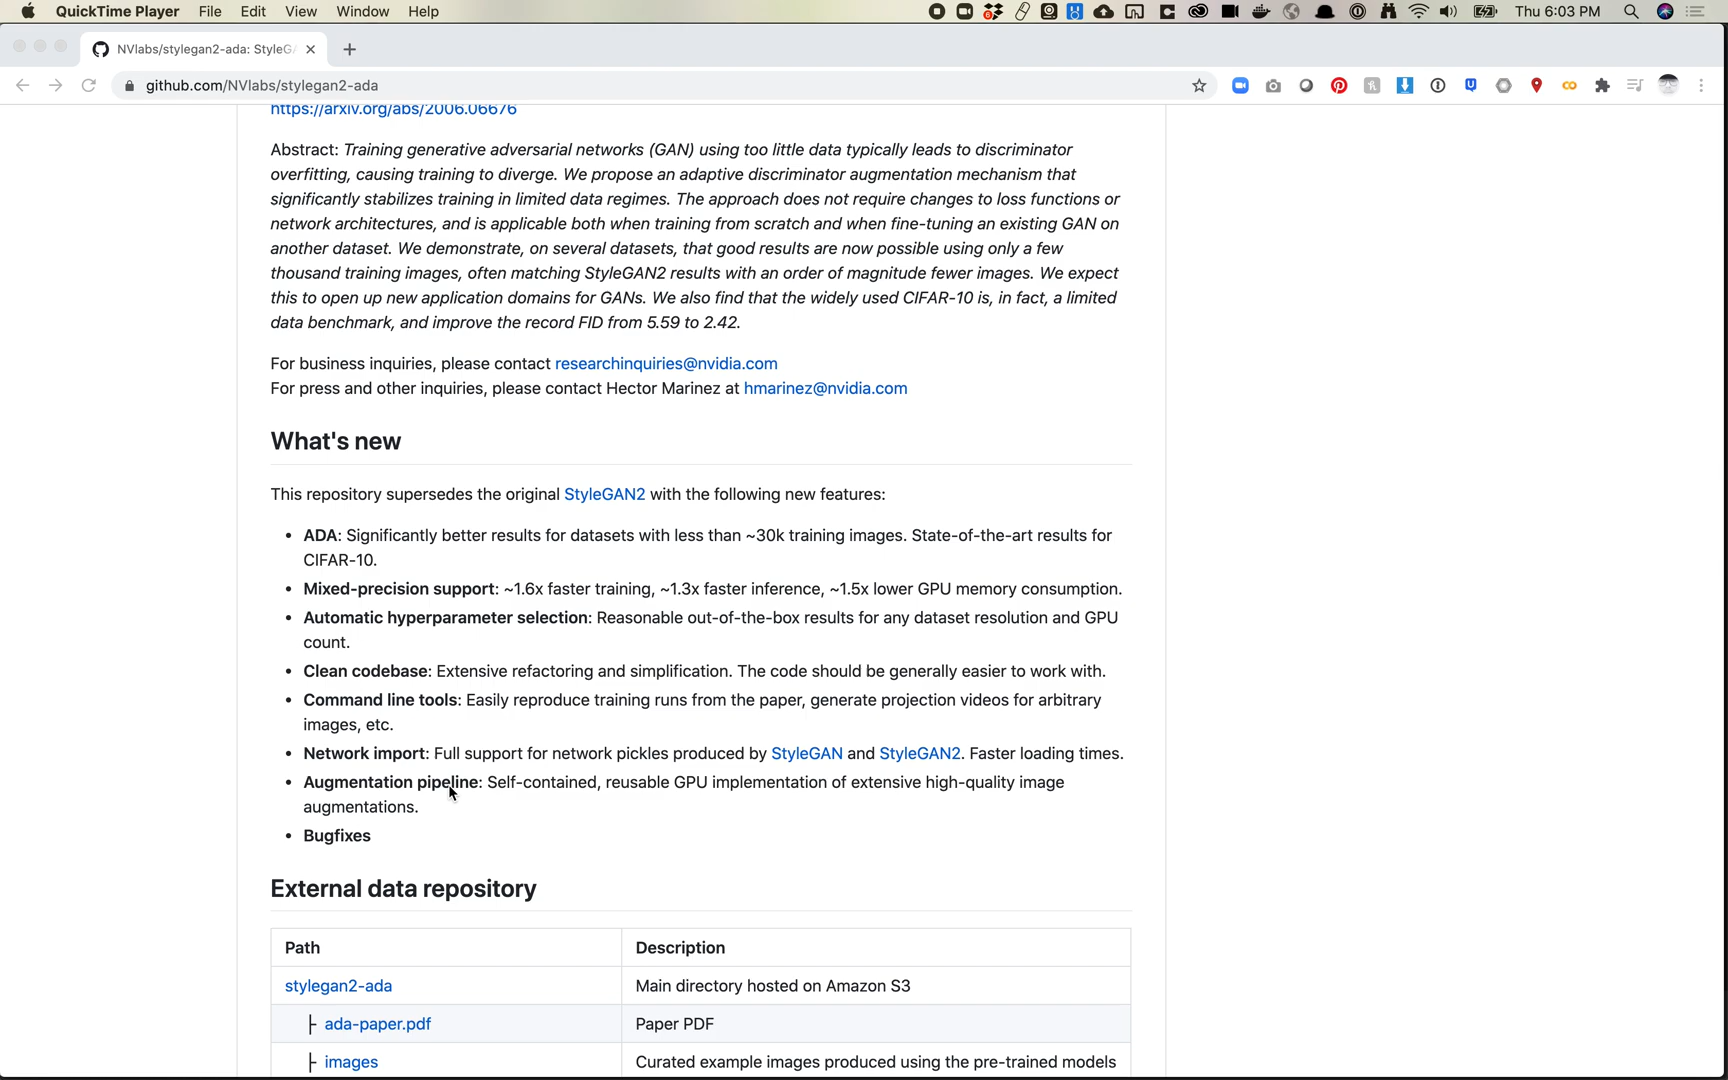 QuickTime Player File Edit View Window Help Thu 6:03 PM
NVlabs/stylegan2-ada: StyleG
github.com/NVlabs/stylegan2-ada
https://arxiv.org/abs/2006.06676
Abstract: Training generative adversarial networks (GAN) using too little data typically leads to discriminator
overfitting, causing training to diverge. We propose an adaptive discriminator augmentation mechanism that
significantly stabilizes training in limited data regimes. The approach does not require changes to loss functions or
network architectures, and is applicable both when training from scratch and when fine-tuning an existing GAN on
another dataset. We demonstrate, on several datasets, that good results are now possible using only a few
thousand training images, often matching StyleGAN2 results with an order of magnitude fewer images. We expect
this to open up new application domains for GANs. We also find that the widely used CIFAR-10 is, in fact, a limited
data benchmark, and improve the record FID from 5.59 to 2.42.
For business inquiries, please contact researchinquiries@nvidia.com
For press and other inquiries, please contact Hector Marinez at hmarinez@nvidia.com
What's new
This repository supersedes the original StyleGAN2 with the following new features:
• ADA: Significantly better results for datasets with less than ~30k training images. State-of-the-art results for
CIFAR-10.
• Mixed-precision support: ~1.6x faster training, ~1.3x faster inference, ~1.5x lower GPU memory consumption.
• Automatic hyperparameter selection: Reasonable out-of-the-box results for any dataset resolution and GPU
count.
• Clean codebase: Extensive refactoring and simplification. The code should be generally easier to work with.
• Command line tools: Easily reproduce training runs from the paper, generate projection videos for arbitrary
images, etc.
• Network import: Full support for network pickles produced by StyleGAN and StyleGAN2. Faster loading times.
• Augmentation pipeline: Self-contained, reusable GPU implementation of extensive high-quality image
augmentations.
• Bugfixes
External data repository
Path Description
stylegan2-ada Main directory hosted on Amazon S3
├ ada-paper.pdf Paper PDF
├ images Curated example images produced using the pre-trained models